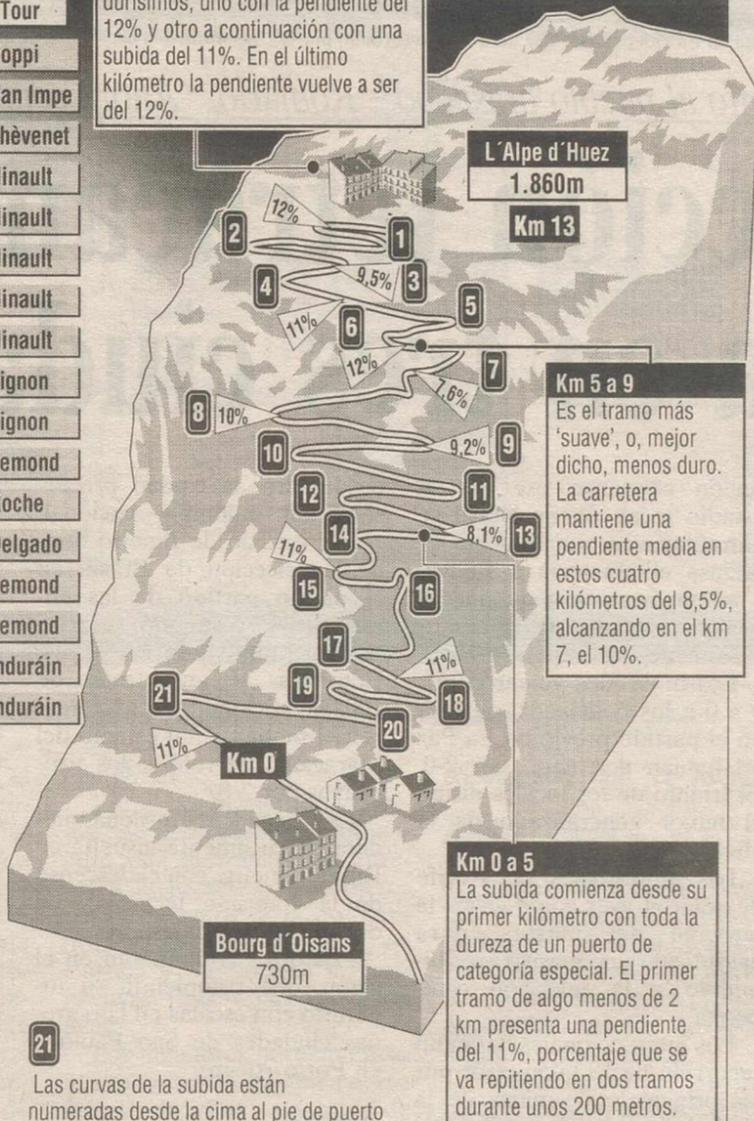 Tour
oppi
an Impe
hèvenet
inault
inault
inault
inault
inault
ignon
ignon
emond
oche
elgado
emond
emond
nduráin
nduráin
durísimos, uno con la pendiente del
12% y otro a continuación con una
subida del 11%. En el último
kilómetro la pendiente vuelve a ser
del 12%.
L´Alpe d´Huez
1.860m
Km 13
12%
2
1
9,5%
3
4
5
11%
6
12%
7
7,6%
8
10%
9,2%
9
10
11
12
14
8,1%
13
11%
15
16
17
11%
19
18
21
20
11%
Km 0
Km 5 a 9
Es el tramo más
‘suave’, o, mejor
dicho, menos duro.
La carretera
mantiene una
pendiente media en
estos cuatro
kilómetros del 8,5%,
alcanzando en el km
7, el 10%.
Bourg d´Oisans
730m
Km 0 a 5
La subida comienza desde su
primer kilómetro con toda la
dureza de un puerto de
categoría especial. El primer
tramo de algo menos de 2
km presenta una pendiente
del 11%, porcentaje que se
va repitiendo en dos tramos
durante unos 200 metros.
21
Las curvas de la subida están
numeradas desde la cima al pie de puerto